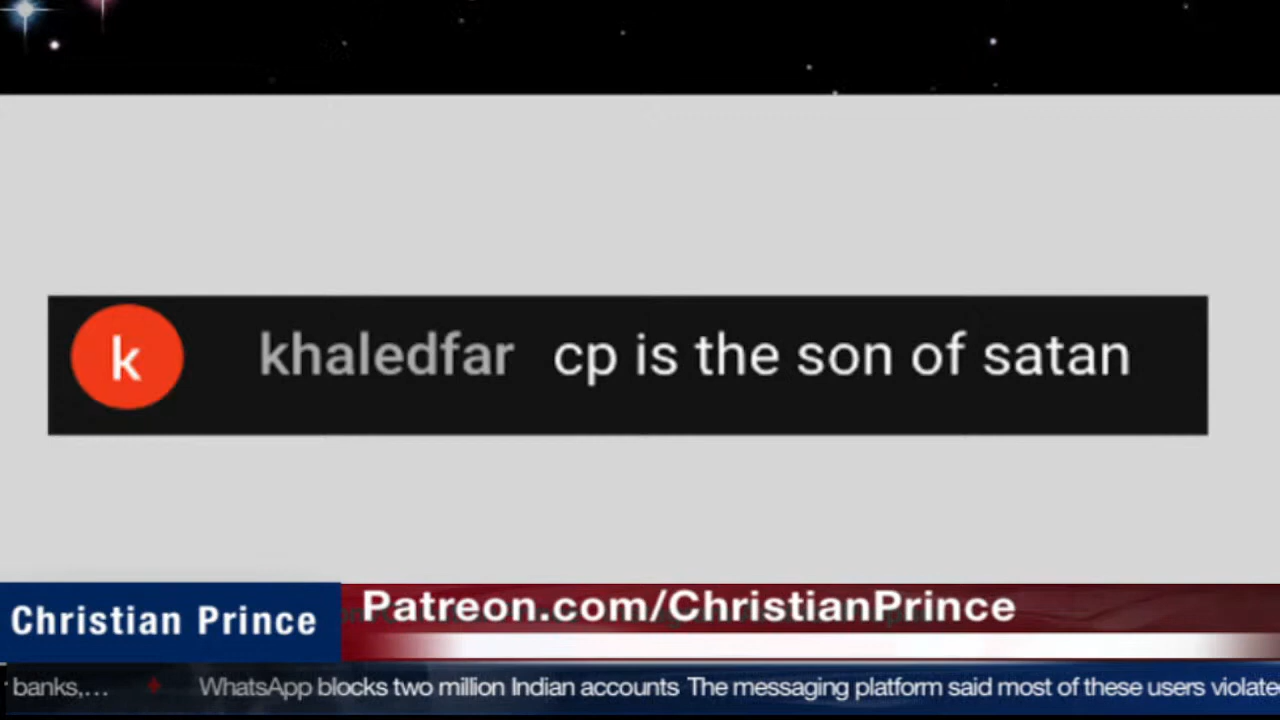 k
khaledfar cp is the son of satan
Christian Prince
Patreon.com/ChristianPrince
banks,… WhatsApp blocks two million Indian accounts The messaging platform said most of these users violate